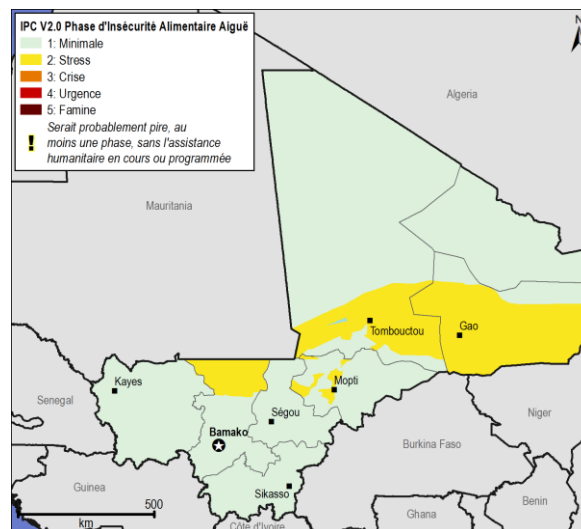 IPC V2.0 Phase d'Insécurité Alimentaire Aiguë
1: Minimale
2: Stress
3: Crise
4: Urgence
5: Famine
! Serait probablement pire, au
moins une phase, sans l'assistance
humanitaire en cours ou programmée
N
Algeria
Mauritania
Tombouctou
Gao
Kayes
Mopti
Senegal
Ségou
Niger
Bamako
Burkina Faso
Guinea
Sikasso
Benin
500
km
Ghana
Côte d'Ivoire